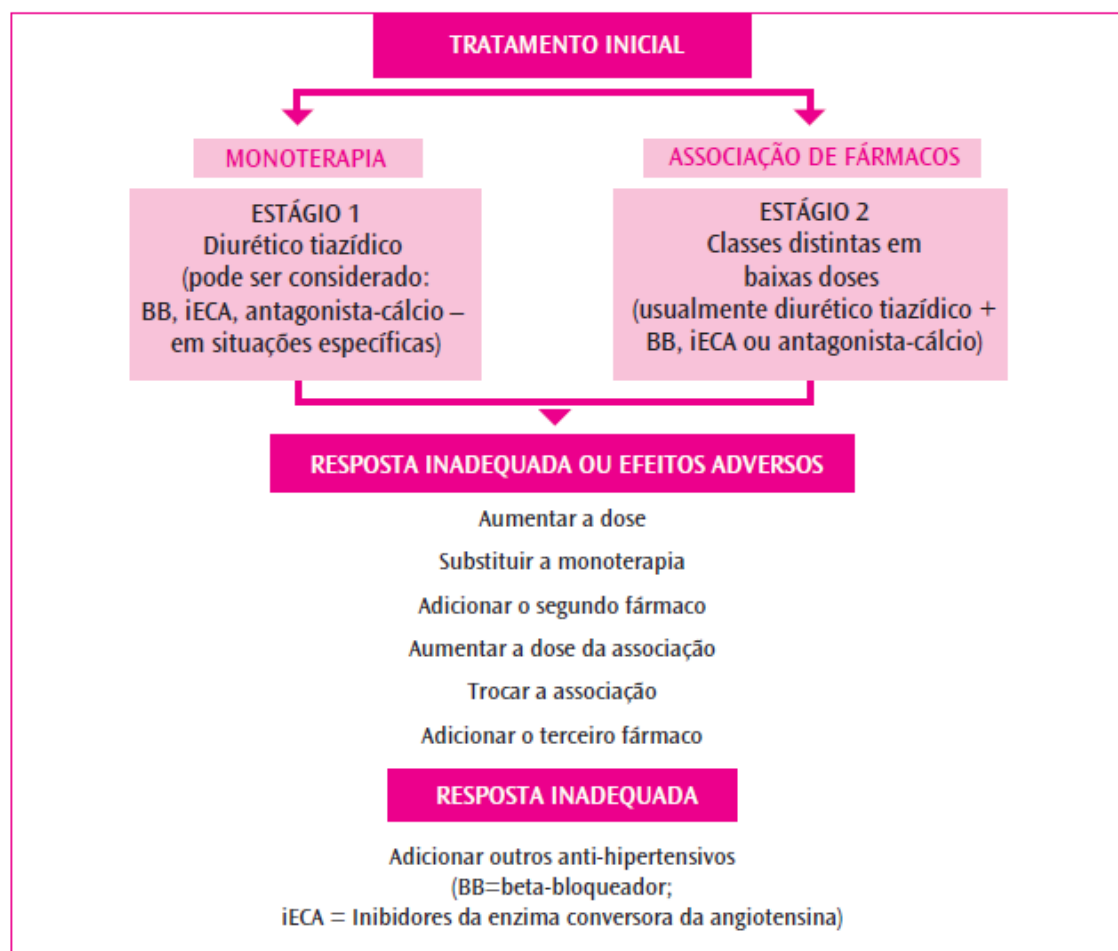 TRATAMENTO INICIAL
MONOTERAPIA
ESTÁGIO 1
Diurético tiazídico
(pode ser considerado:
BB, iECA, antagonista-cálcio –
em situações específicas)
ASSOCIAÇÃO DE FÁRMACOS
ESTÁGIO 2
Classes distintas em
baixas doses
(usualmente diurético tiazídico +
BB, iECA ou antagonista-cálcio)
RESPOSTA INADEQUADA OU EFEITOS ADVERSOS
Aumentar a dose
Substituir a monoterapia
Adicionar o segundo fármaco
Aumentar a dose da associação
Trocar a associação
Adicionar o terceiro fármaco
RESPOSTA INADEQUADA
Adicionar outros anti-hipertensivos
(BB=beta-bloqueador;
iECA = Inibidores da enzima conversora da angiotensina)